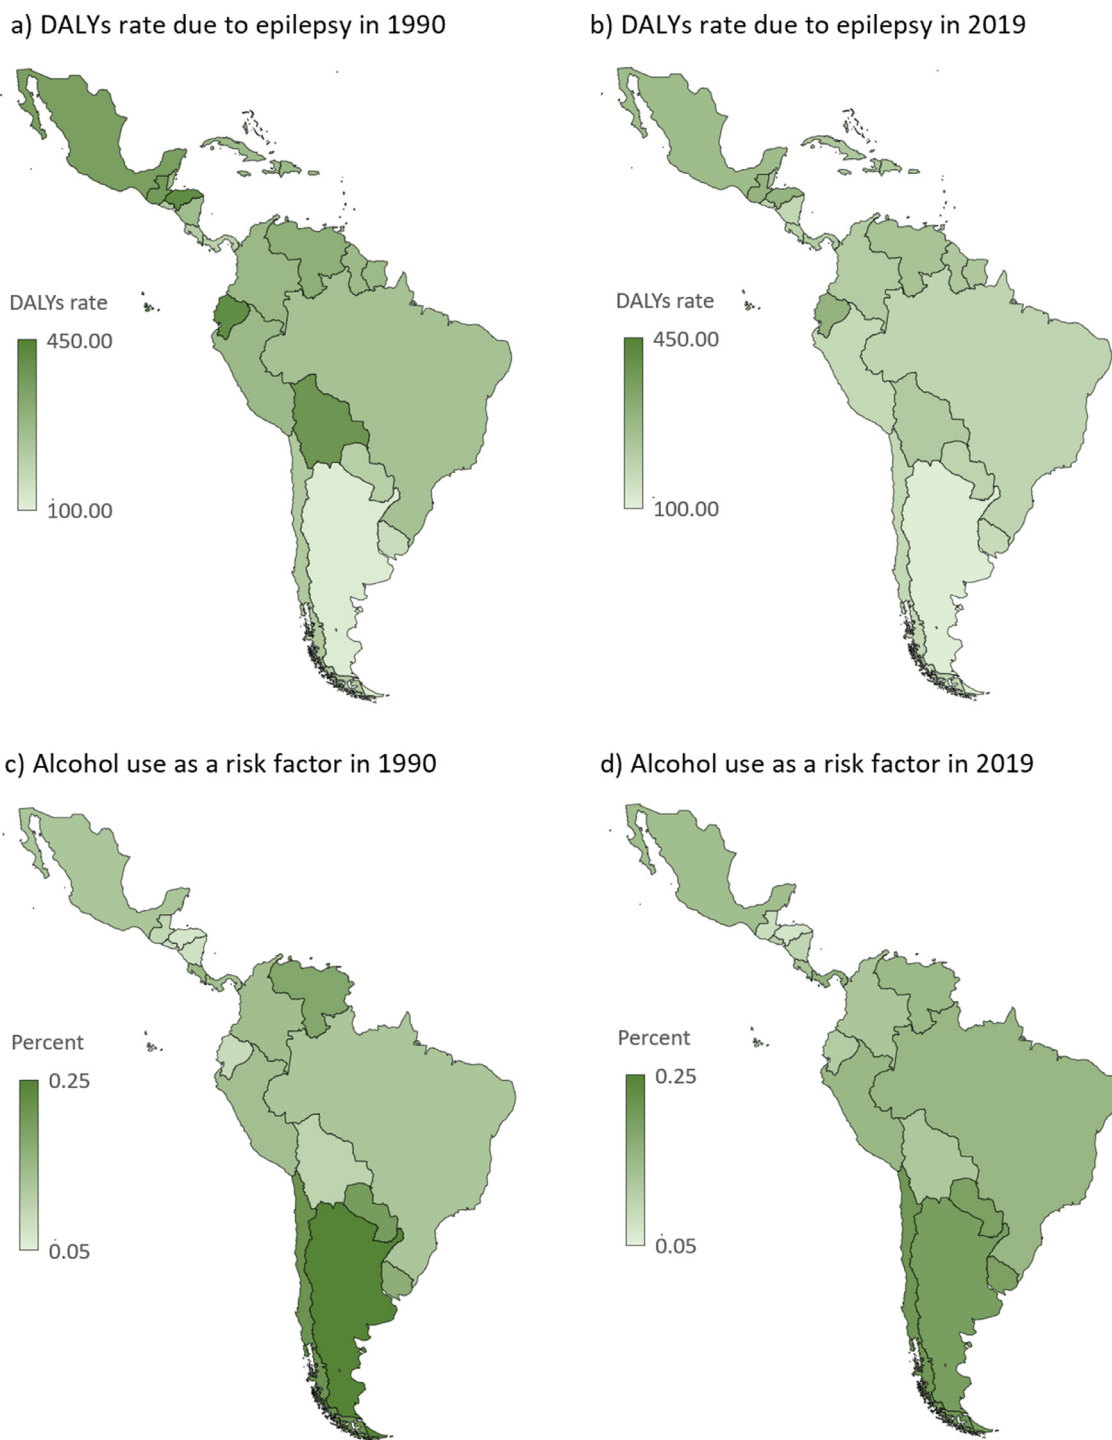 a) DALYs rate due to epilepsy in 1990
b) DALYs rate due to epilepsy in 2019
DALYs rate
450.00
100.00
DALYs rate
450.00
100.00
c) Alcohol use as a risk factor in 1990
d) Alcohol use as a risk factor in 2019
Percent
0.25
0.05
Percent
0.25
0.05